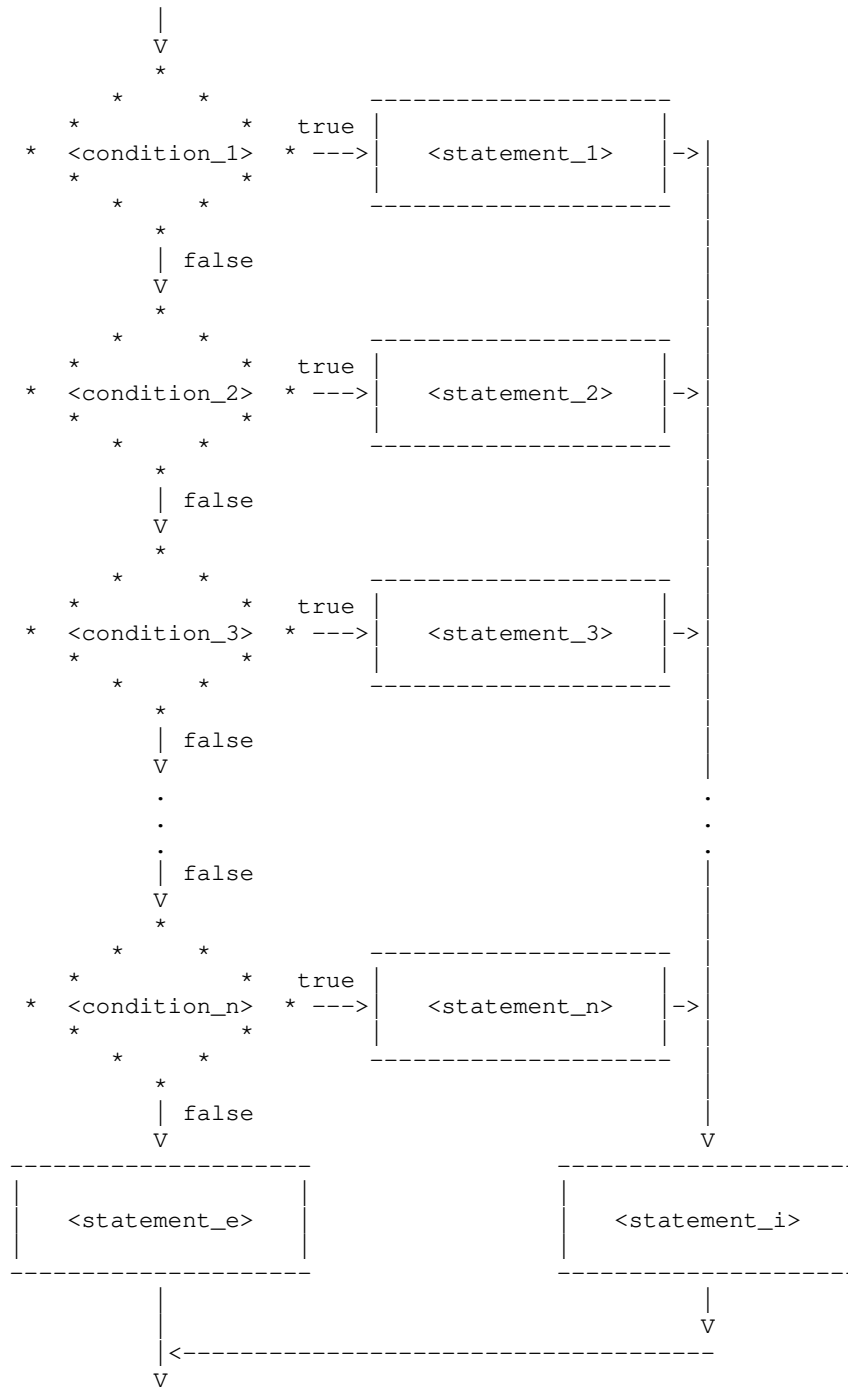 true
<condition_1> <statement_1>
false
true
<condition_2> <statement_2>
false
true
<condition_3> <statement_3>
false
false
true
<condition_n> <statement_n>
false
<statement_e> <statement_i>